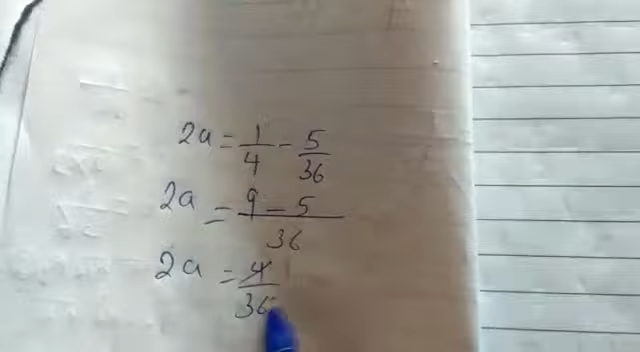 2a = 1/4 - 5/36
2a = 9 - 5/36
2a = 4/36